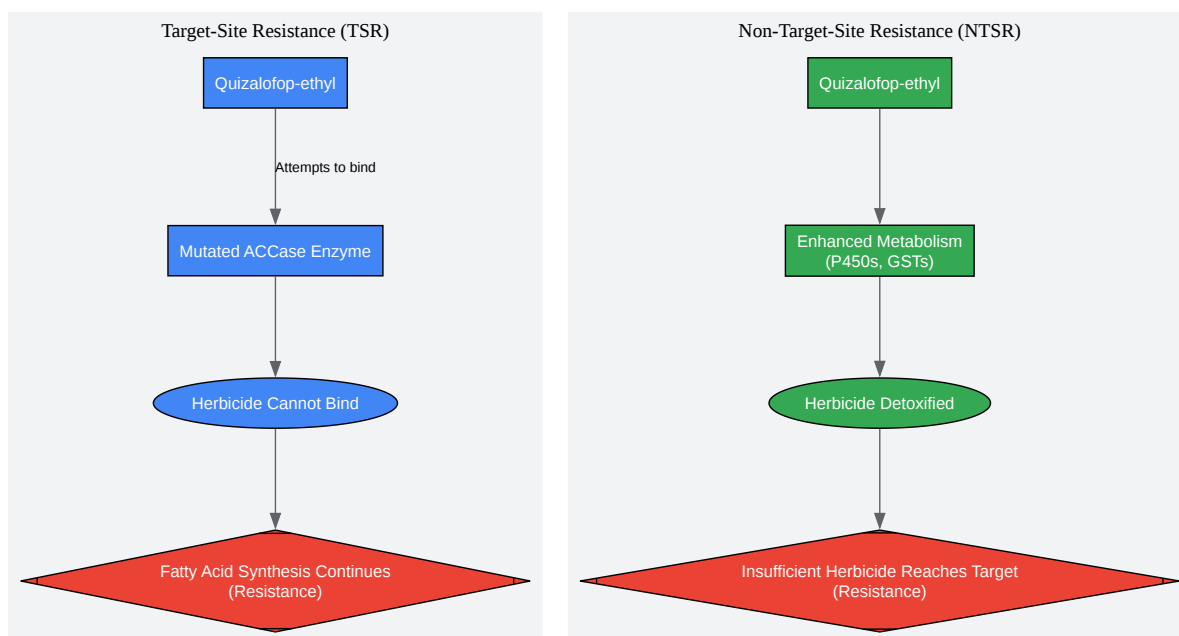 Target-Site Resistance (TSR)
Quizalofop-ethyl
Attempts to bind
Mutated ACCase Enzyme
Herbicide Cannot Bind
Fatty Acid Synthesis Continues
(Resistance)
Non-Target-Site Resistance (NTSR)
Quizalofop-ethyl
Enhanced Metabolism
(P450s, GSTs)
Herbicide Detoxified
Insufficient Herbicide Reaches Target
(Resistance)